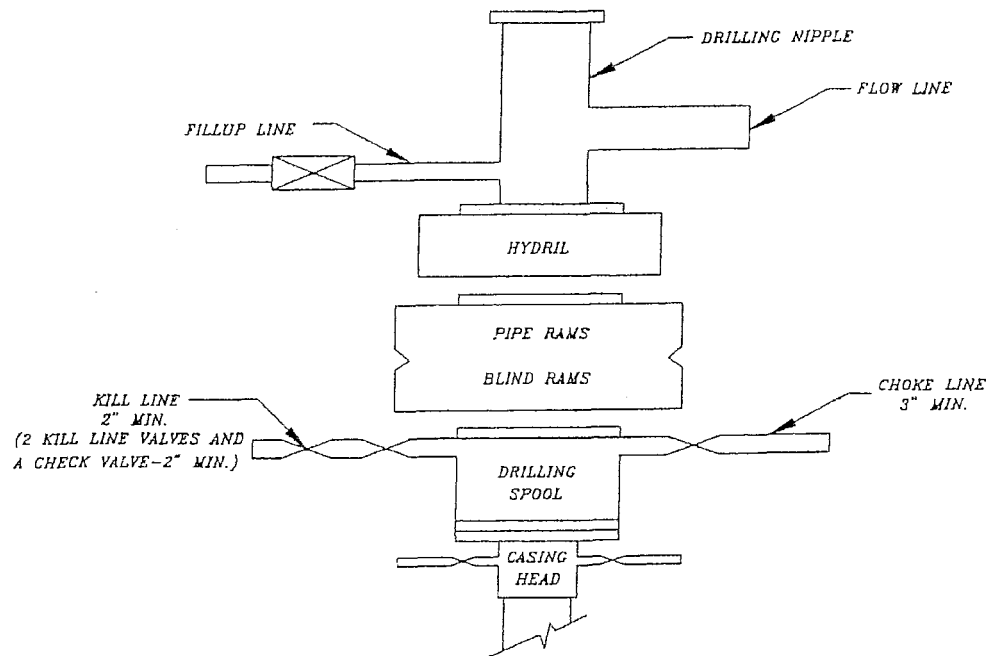 DRILLING NIPPLE
FLOW LINE
FILLUP LINE
HYDRIL
PIPE RAMS
BLIND RAMS
KILL LINE
2" MIN.
(2 KILL LINE VALVES AND
A CHECK VALVE-2" MIN.)
CHOKE LINE
3" MIN.
DRILLING
SPOOL
CASING
HEAD